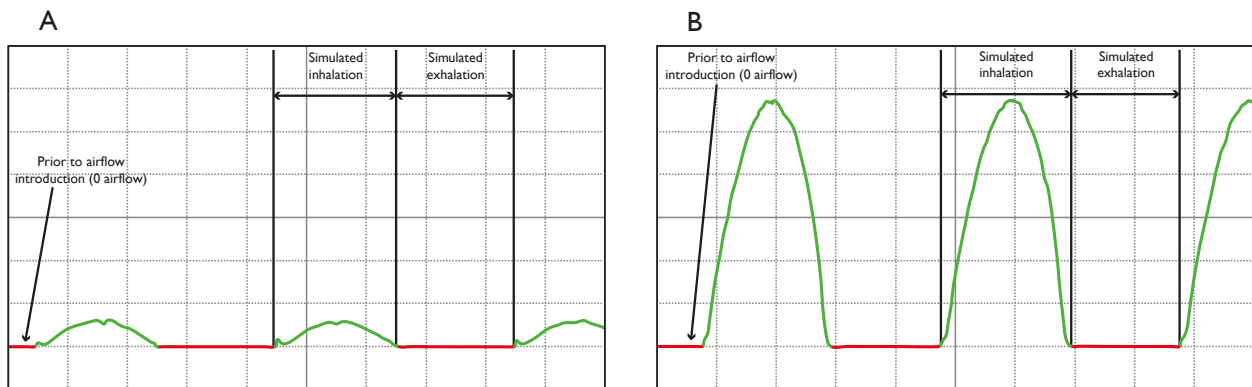 A
Simulated
inhalation
Simulated
exhalation
Prior to airflow
introduction (0 airflow)
B
Prior to airflow
introduction (0 airflow)
Simulated
inhalation
Simulated
exhalation